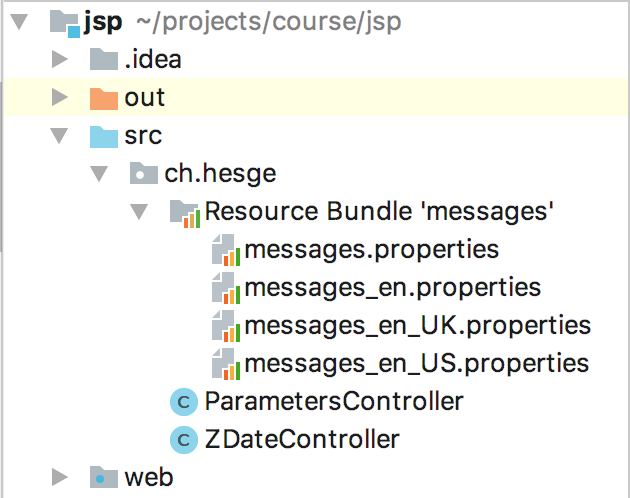 jsp ~/projects/course/jsp
.idea
out
src
ch.hesge
Resource Bundle 'messages'
messages.properties
messages_en.properties
messages_en_UK.properties
messages_en_US.properties
C ParametersController
C ZDateController
web